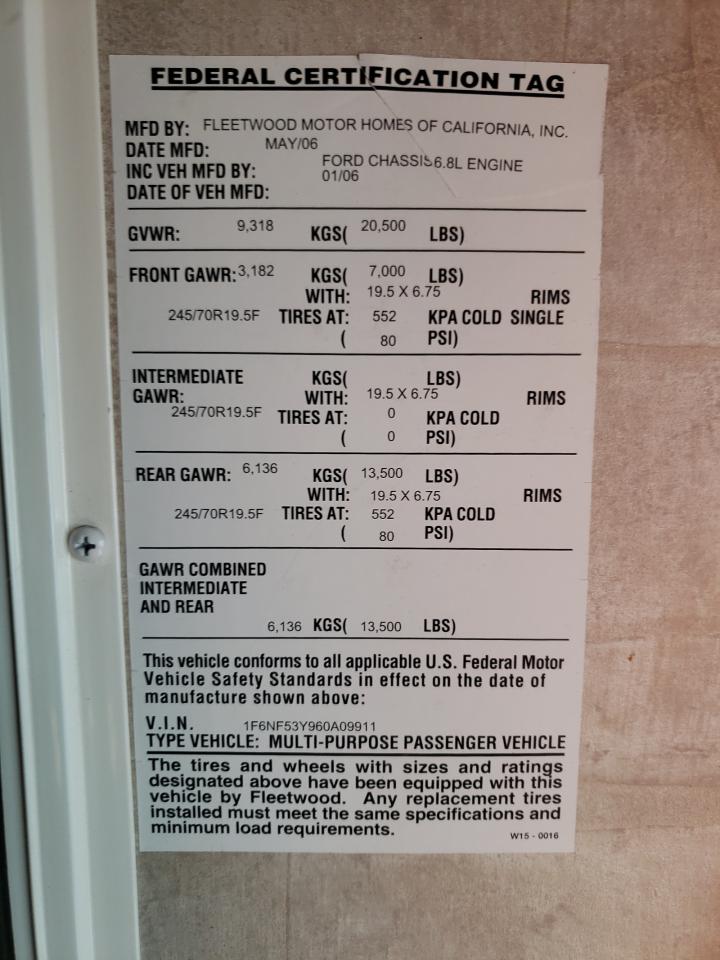 FEDERAL CERTIFICATION TAG
MFD BY: FLEETWOOD MOTOR HOMES OF CALIFORNIA, INC.
DATE MFD: MAY/06
INC VEH MFD BY: FORD CHASSIS 6.8L ENGINE
DATE OF VEH MFD: 01/06
GVWR: 9,318 KGS( 20,500 LBS)
FRONT GAWR: 3,182 KGS( 7,000 LBS)
WITH: 19.5 X 6.75 RIMS
245/70R19.5F TIRES AT: 552 KPA COLD SINGLE
( 80 PSI)
INTERMEDIATE KGS( LBS)
GAWR: WITH: 19.5 X 6.75 RIMS
245/70R19.5F TIRES AT: 0 KPA COLD
( 0 PSI)
REAR GAWR: 6,136 KGS( 13,500 LBS)
WITH: 19.5 X 6.75 RIMS
245/70R19.5F TIRES AT: 552 KPA COLD
( 80 PSI)
GAWR COMBINED
INTERMEDIATE
AND REAR
6,136 KGS( 13,500 LBS)
This vehicle conforms to all applicable U.S. Federal Motor
Vehicle Safety Standards in effect on the date of
manufacture shown above:
V.I.N. 1F6NF53Y960A09911
TYPE VEHICLE: MULTI-PURPOSE PASSENGER VEHICLE
The tires and wheels with sizes and ratings
designated above have been equipped with this
vehicle by Fleetwood. Any replacement tires
installed must meet the same specifications and
minimum load requirements.
W15 - 0016